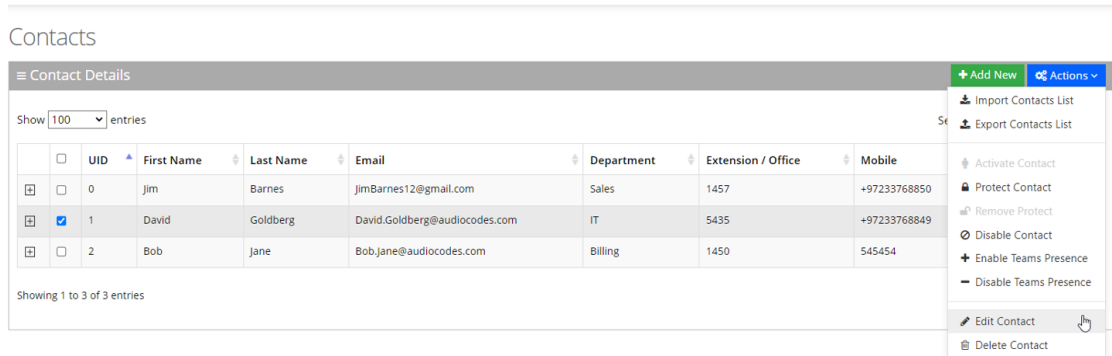 Contacts
Contact Details
Add New Actions
Show 100 entries
Import Contacts List
Export Contacts List
UID First Name Last Name Email Department Extension / Office Mobile
0 Jim Barnes JimBarnes12@gmail.com Sales 1457 +97233768850
1 David Goldberg David.Goldberg@audiocodes.com IT 5435 +97233768849
2 Bob Jane Bob.Jane@audiocodes.com Billing 1450 545454
Showing 1 to 3 of 3 entries
Activate Contact
Protect Contact
Remove Protect
Disable Contact
Enable Teams Presence
Disable Teams Presence
Edit Contact
Delete Contact